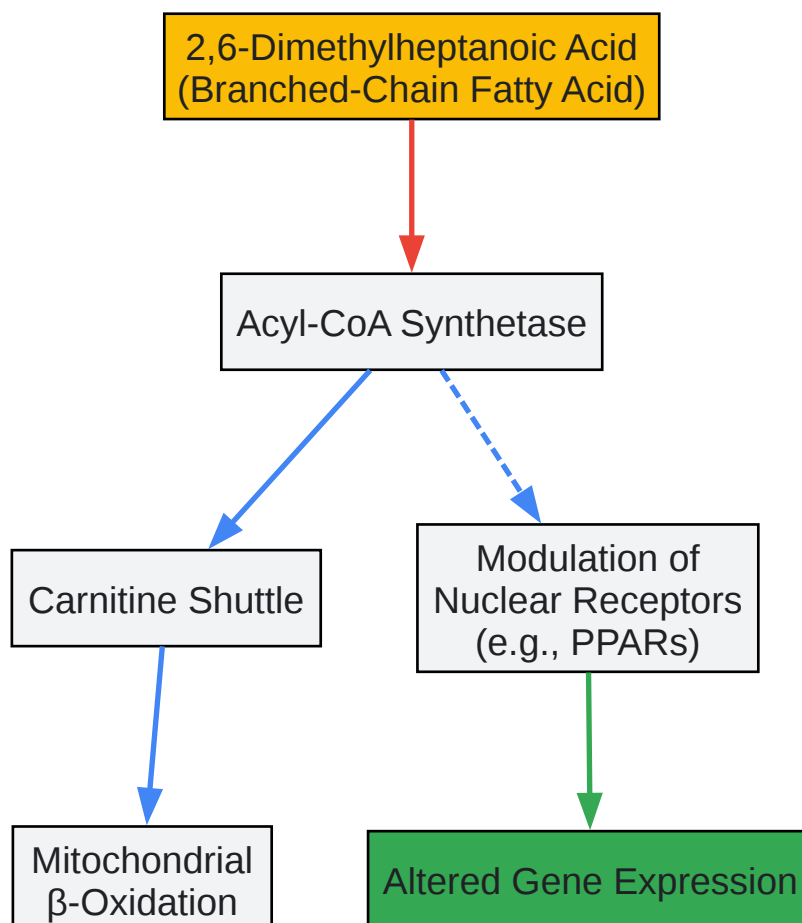 2,6-Dimethylheptanoic Acid
(Branched-Chain Fatty Acid)
Acyl-CoA Synthetase
Carnitine Shuttle
Modulation of
Nuclear Receptors
(e.g., PPARs)
Mitochondrial
β-Oxidation
Altered Gene Expression